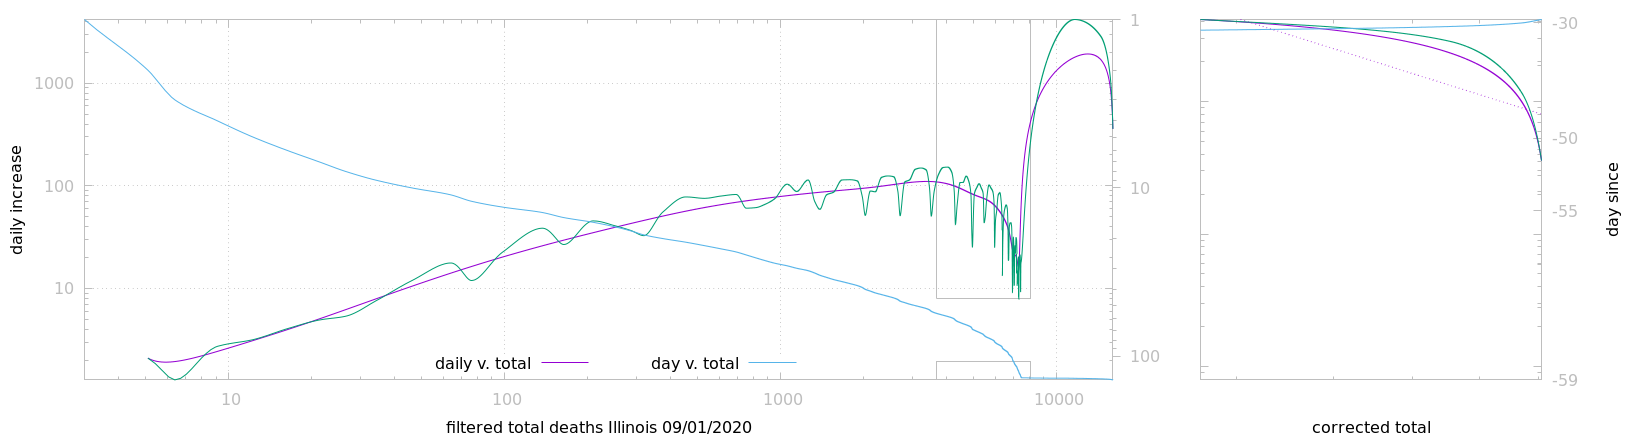 1
-30
1000
-50
daily increase
100
10
-55
day since
10
daily v. total
day v. total
100
-59
10
100
1000
10000
filtered total deaths Illinois 09/01/2020
corrected total